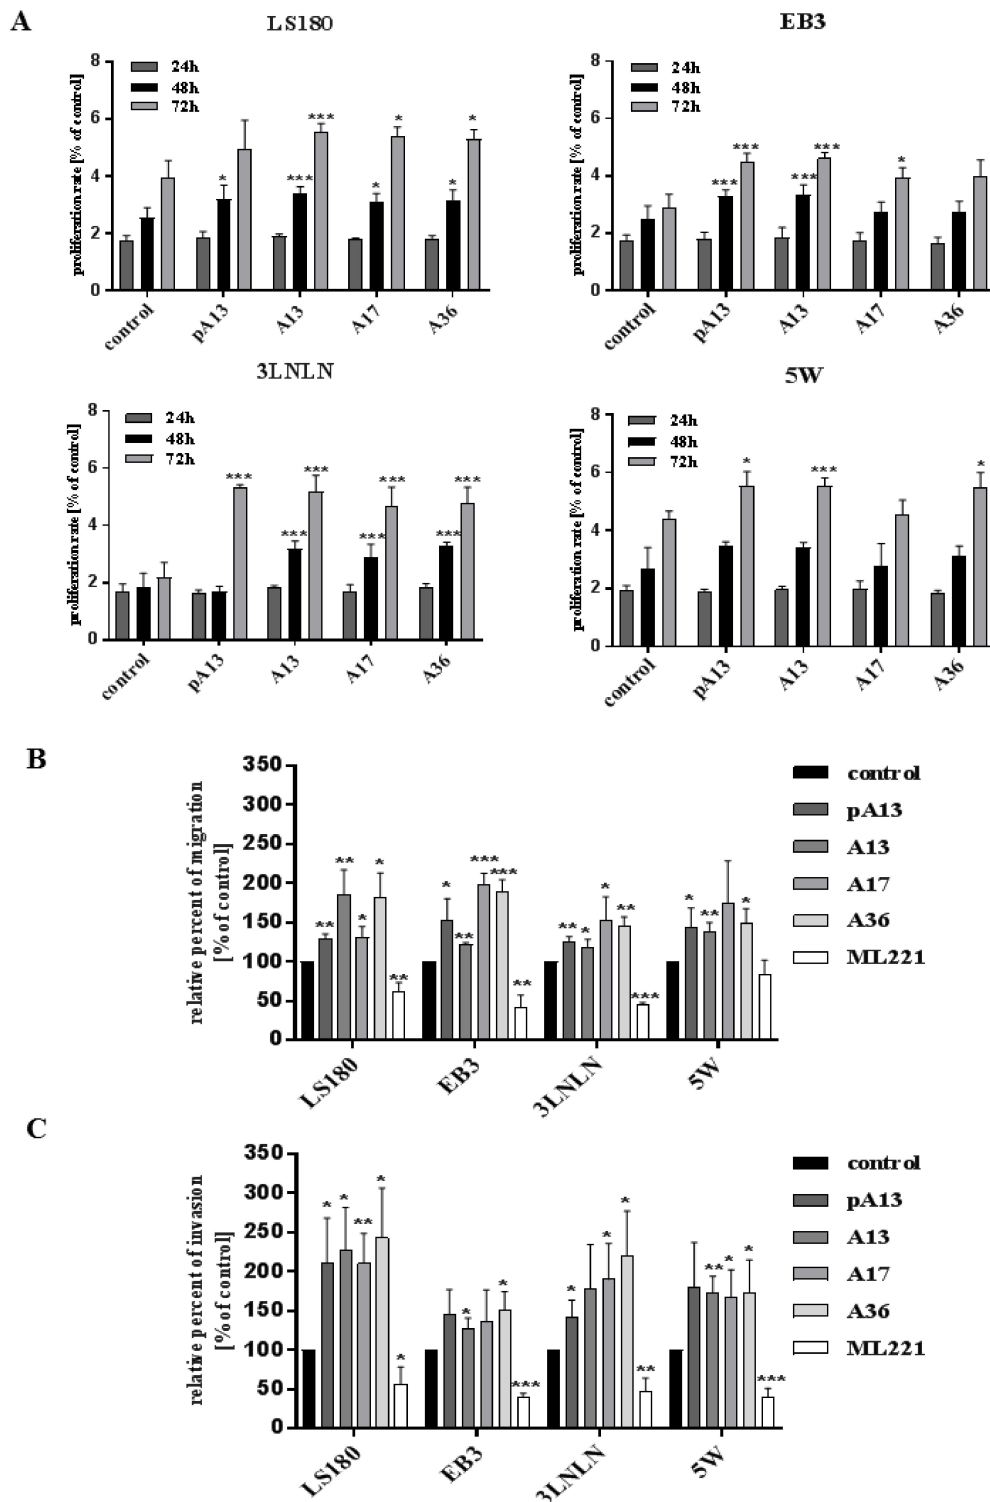 A
LS180
EB3
proliferation rate [% of control]
8
6
4
2
0
24h
48h
72h
*
***
*
***
*
*
*
*
control
pA13
A13
A17
A36
proliferation rate [% of control]
8
6
4
2
0
24h
48h
72h
***
***
***
***
*
control
pA13
A13
A17
A36
3LNLN
5W
proliferation rate [% of control]
8
6
4
2
0
24h
48h
72h
***
***
***
***
***
***
***
control
pA13
A13
A17
A36
proliferation rate [% of control]
8
6
4
2
0
24h
48h
72h
*
***
*
control
pA13
A13
A17
A36
B
relative percent of migration
[% of control]
350
300
250
200
150
100
50
0
**
**
*
*
**
*
**
***
***
**
**
*
*
**
***
*
**
*
LS180
EB3
3LNLN
5W
control
pA13
A13
A17
A36
ML221
C
relative percent of invasion
[% of control]
350
300
250
200
150
100
50
0
*
*
**
*
*
*
*
***
*
*
*
**
**
*
*
***
LS180
EB3
3LNLN
5W
control
pA13
A13
A17
A36
ML221